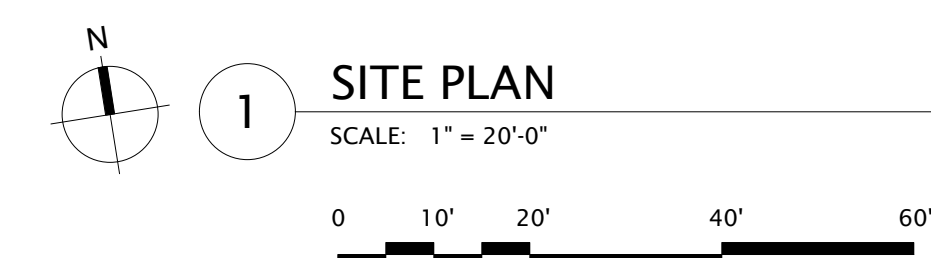 N
1
SITE PLAN
SCALE: 1" = 20'-0"
0 10' 20' 40' 60'